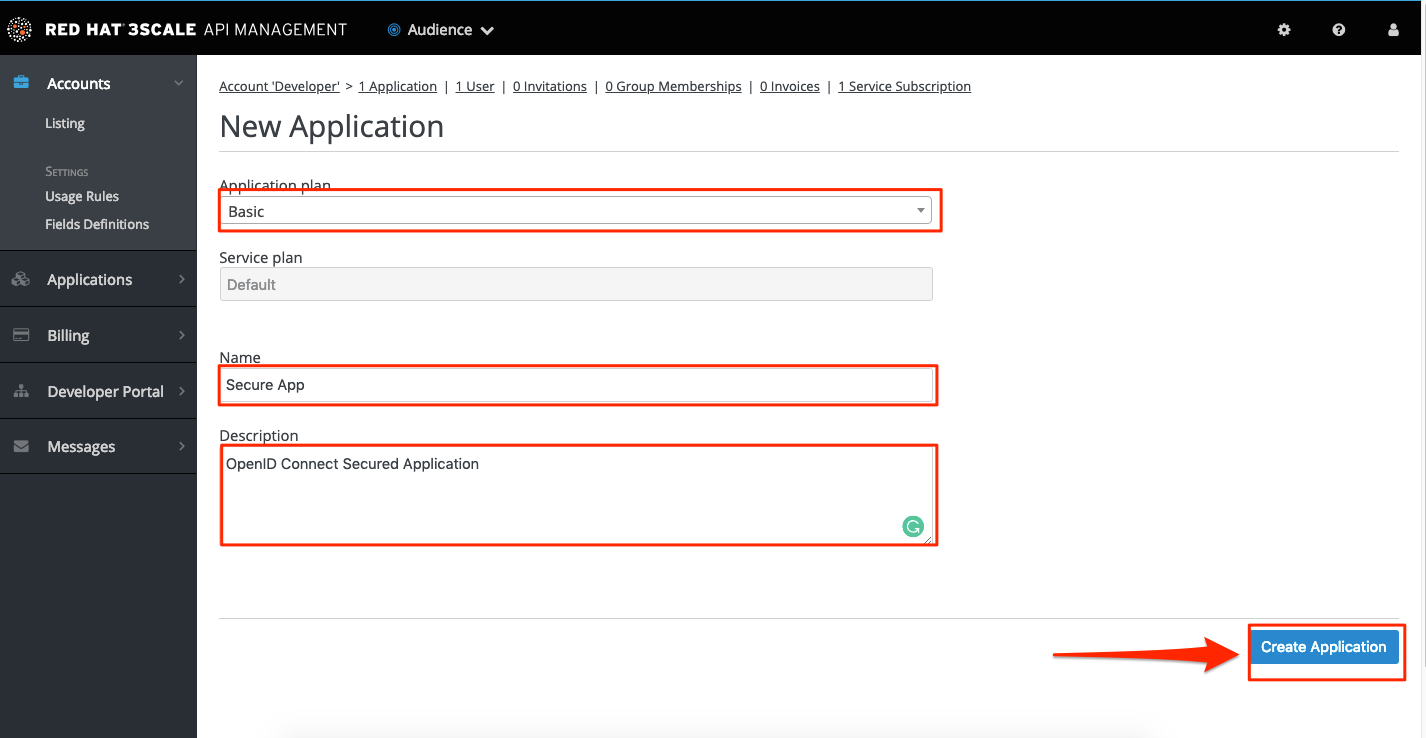 RED HAT 3SCALE API MANAGEMENT Audience
Accounts
Listing
Settings
Usage Rules
Fields Definitions
Applications
Billing
Developer Portal
Messages
Account 'Developer' > 1 Application | 1 User | 0 Invitations | 0 Group Memberships | 0 Invoices | 1 Service Subscription
New Application
Application plan
Basic
Service plan
Default
Name
Secure App
Description
OpenID Connect Secured Application
Create Application